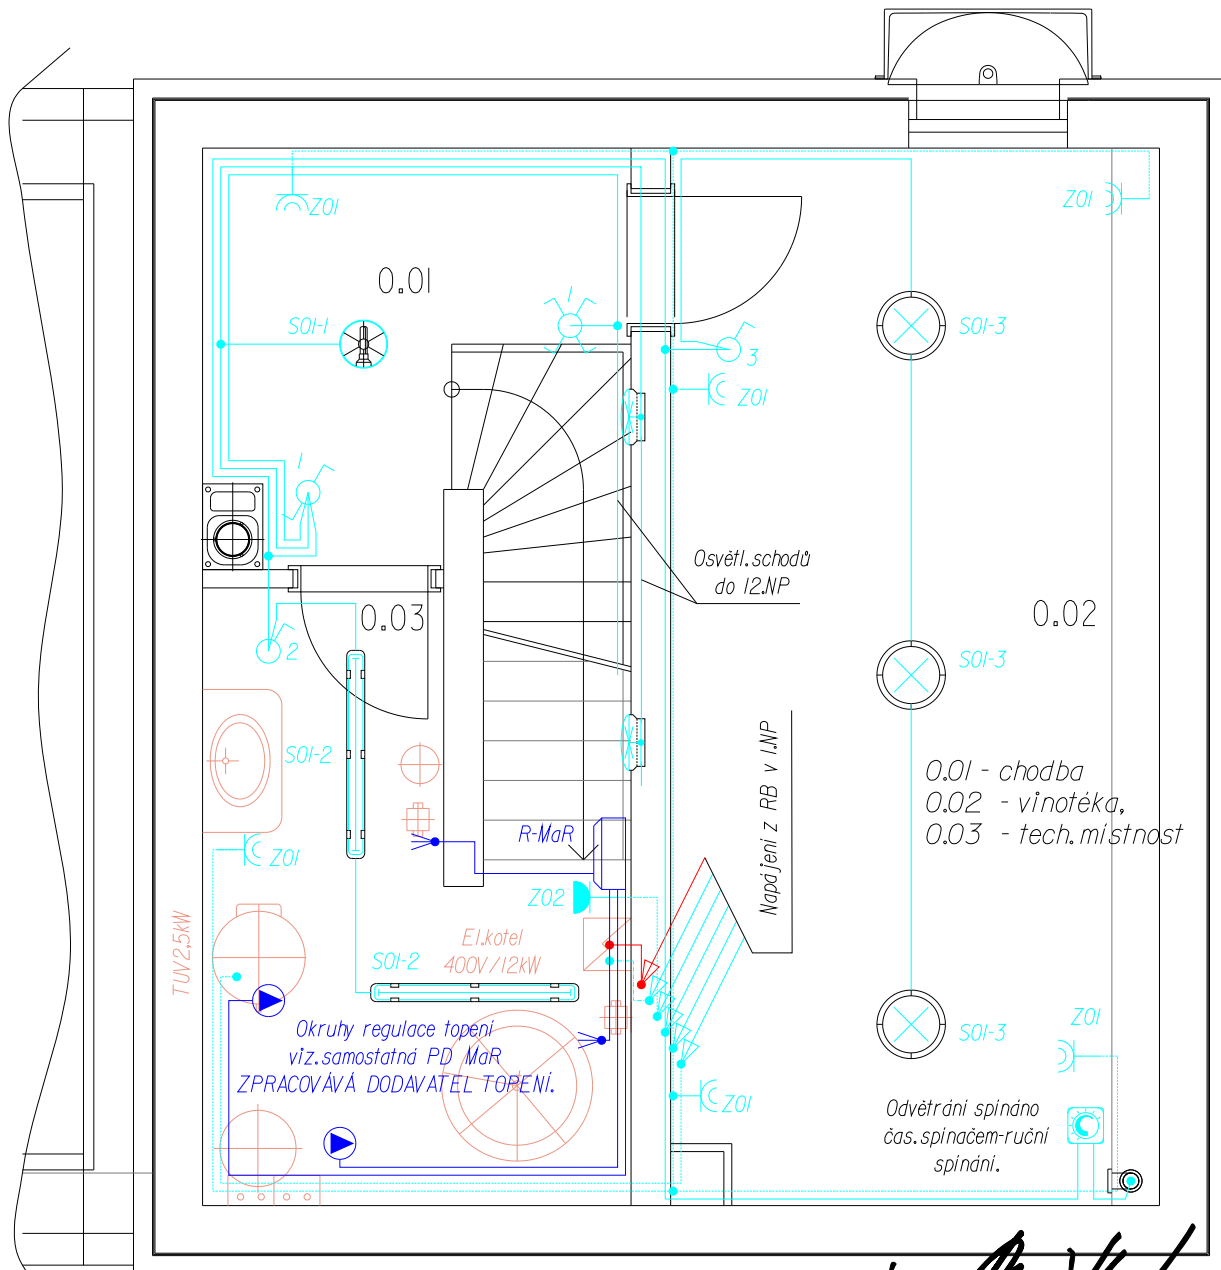 Z01
Z01
0.01
S01-1
1
S01-3
3
Z01
1
Osvětl.schodů
do 12.NP
0.03
2
0.02
S01-3
S01-2
Napájení z RB v 1.NP
0.01 - chodba
0.02 - vinotéka,
0.03 - tech.místnost
R-MaR
Z01
Z02
TUV2,5kW
El.kotel
400V/12kW
S01-2
Okruhy regulace topení
viz.samostatná PD MaR
ZPRACOVÁVÁ DODAVATEL TOPENÍ.
S01-3
Z01
Z01
Odvětrání spínáno
čas.spínačem-ruční
spínání.